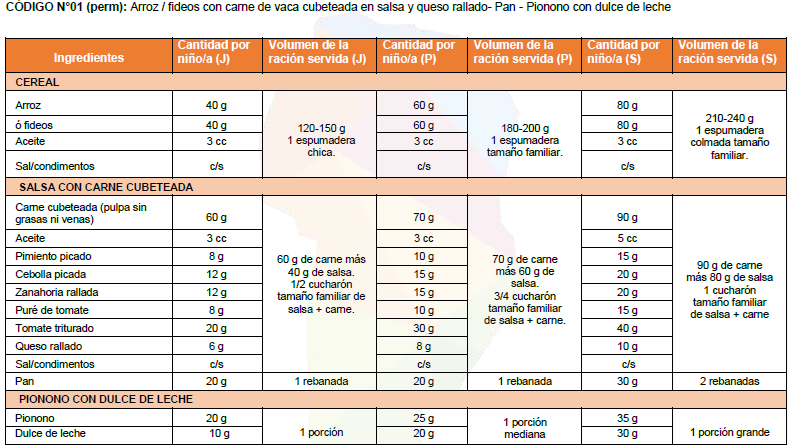 CÓDIGO N°01 (perm): Arroz / fideos con carne de vaca cubeteada en salsa y queso rallado- Pan - Pionono con dulce de leche
Ingredientes
Cantidad por niño/a (J)
Volumen de la ración servida (J)
Cantidad por niño/a (P)
Volumen de la ración servida (P)
Cantidad por niño/a (S)
Volumen de la ración servida (S)
CEREAL
Arroz 40 g 60 g 80 g
ó fideos 40 g 60 g 80 g
Aceite 3 cc 3 cc 3 cc
Sal/condimentos c/s c/s c/s
120-150 g
1 espumadera
chica.
180-200 g
1 espumadera
tamaño familiar.
210-240 g
1 espumadera
colmada tamaño
familiar.
SALSA CON CARNE CUBETEADA
Carne cubeteada (pulpa sin
grasas ni venas) 60 g 70 g 90 g
Aceite 3 cc 3 cc 5 cc
Pimiento picado 8 g 10 g 15 g
Cebolla picada 12 g 15 g 20 g
Zanahoria rallada 12 g 15 g 20 g
Puré de tomate 8 g 10 g 15 g
Tomate triturado 20 g 30 g 40 g
Queso rallado 6 g 8 g 10 g
Sal/condimentos c/s c/s c/s
60 g de carne más
40 g de salsa.
1/2 cucharón
tamaño familiar de
salsa + carne.
70 g de carne
más 60 g de
salsa.
3/4 cucharón
tamaño familiar
de salsa + carne.
90 g de carne
más 80 g de salsa
1 cucharón
tamaño familiar
de salsa + carne
Pan 20 g 1 rebanada 20 g 1 rebanada 30 g 2 rebanadas
PIONONO CON DULCE DE LECHE
Pionono 20 g 25 g 35 g
Dulce de leche 10 g 20 g 30 g
1 porción
1 porción
mediana
1 porción grande